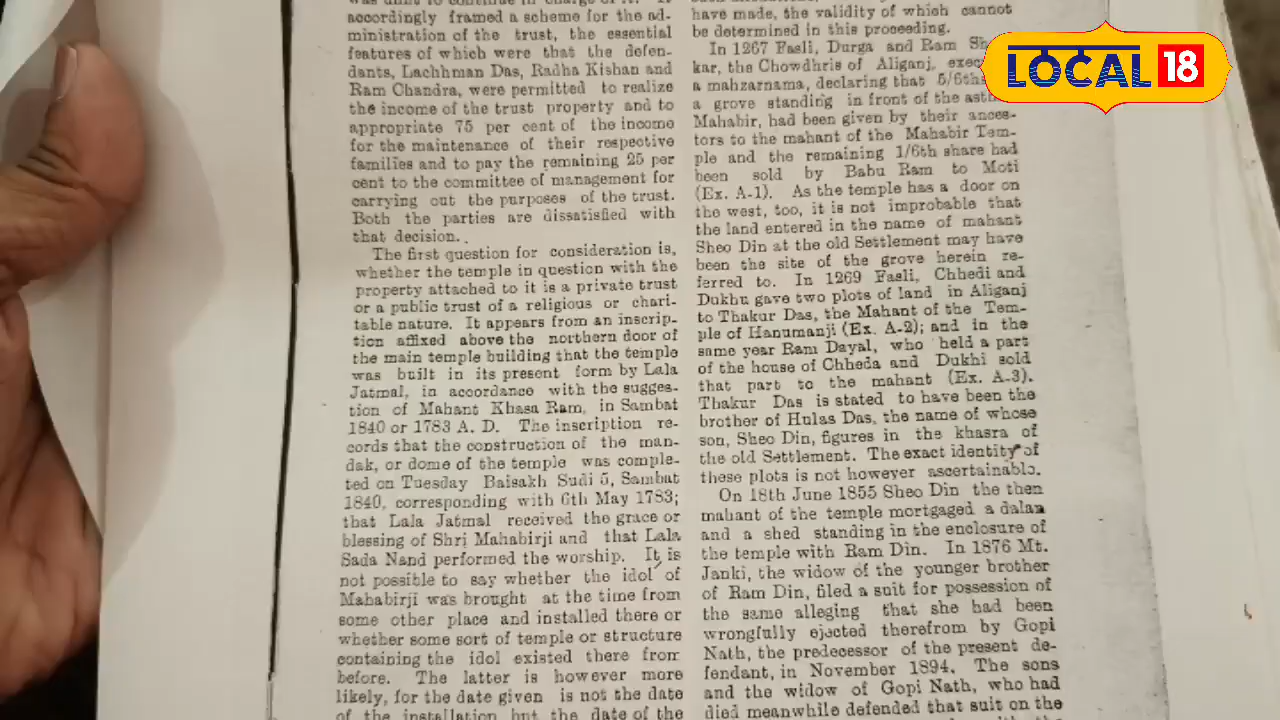 accordingly framed a scheme for the ad-
ministration of the trust, the essential
features of which were that the defen-
dants, Lachhman Das, Radha Kishan and
Ram Chandra, were permitted to realize
the income of the trust property and to
appropriate 75 per cent of the income
for the maintenance of their respective
families and to pay the remaining 25 per
cent to the committee of management for
carrying out the purposes of the trust.
Both the parties are dissatisfied with
that decision..
The first question for consideration is,
whether the temple in question with the
property attached to it is a private trust
or a public trust of a religious or chari-
table nature. It appears from an inscrip-
tion affixed above the northern door of
the main temple building that the temple
was built in its present form by Lala
Jatmal, in accordance with the sugges-
tion of Mahant Khasa Ram, in Sambat
1840 or 1783 A. D. The inscription re-
cords that the construction of the man-
dak, or dome of the temple was comple-
ted on Tuesday Baisakh Sudi 5, Sambat
1840, corresponding with 6th May 1783;
that Lala Jatmal received the grace or
blessing of Shri Mahabirji and that Lala
Sada Nand performed the worship. It is
not possible to say whether the idol of
Mahabirji was brought at the time from
some other place and installed there or
whether some sort of temple or structure
containing the idol existed there from
before. The latter is however more
likely, for the date given is not the date
of the installation but the date of the
have made, the validity of which cannot
be determined in this proceeding.
In 1267 Fasli, Durga and Ram
kar, the Chowdhris of Aliganj,
a mahzarnama, declaring that
a grove standing in front of the
Mahabir, had been given by their ances-
tors to the mahant of the Mahabir Tem-
ple and the remaining 1/6th share had
been sold by Babu Ram to Moti
(Ex. A-1). As the temple has a door on
the west, too, it is not improbable that
the land entered in the name of mahant
Sheo Din at the old Settlement may have
been the site of the grove herein re-
ferred to. In 1269 Fasli, Chhedi and
Dukhu gave two plots of land in Aliganj
to Thakur Das, the Mahant of the Tem-
ple of Hanumanji (Ex. A-2); and in the
same year Ram Dayal, who held a part
of the house of Chheda and Dukhi sold
that part to the mahant (Ex. A-3).
Thakur Das is stated to have been the
brother of Hulas Das, the name of whose
son, Sheo Din, figures in the khasra of
the old Settlement. The exact identity of
these plots is not however ascertainable.
On 18th June 1855 Sheo Din the then
mahant of the temple mortgaged a dalan
and a shed standing in the enclosure of
the temple with Ram Din. In 1876 Mt.
Janki, the widow of the younger brother
of Ram Din, filed a suit for possession of
the same alleging that she had been
wrongfully ejected therefrom by Gopi
Nath, the predecessor of the present de-
fendant, in November 1894. The sons
and the widow of Gopi Nath, who had
died meanwhile defended that suit on the
LOCAL 18